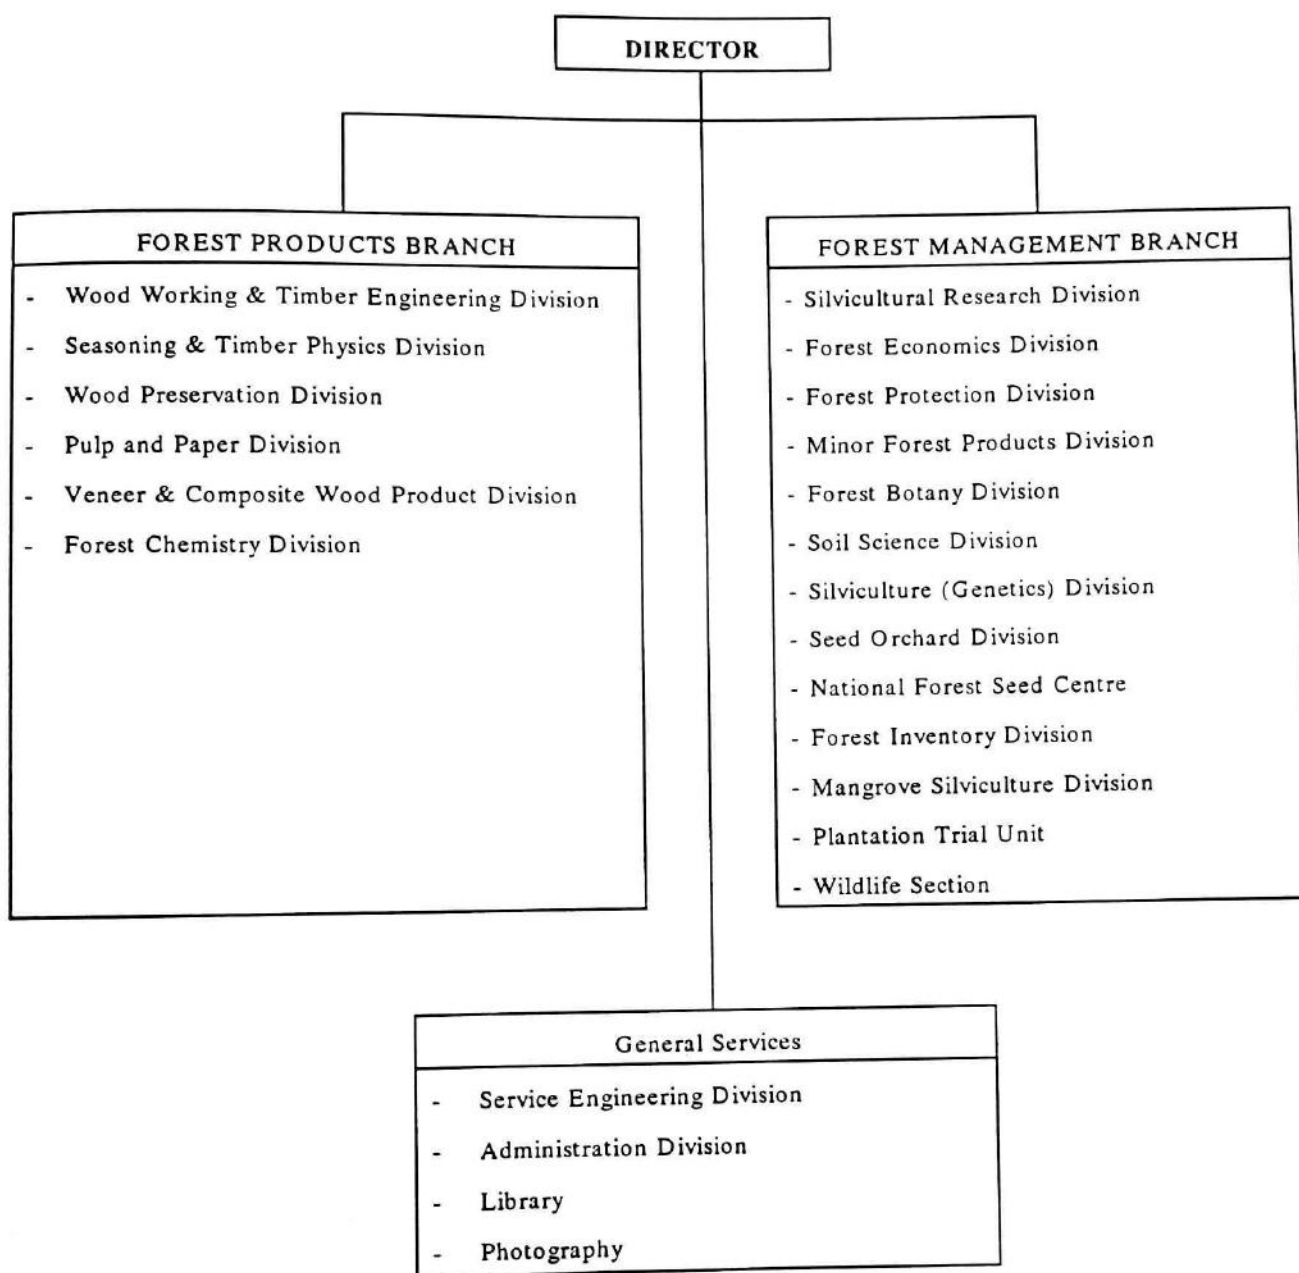 DIRECTOR
FOREST PRODUCTS BRANCH
- Wood Working & Timber Engineering Division
- Seasoning & Timber Physics Division
- Wood Preservation Division
- Pulp and Paper Division
- Veneer & Composite Wood Product Division
- Forest Chemistry Division
FOREST MANAGEMENT BRANCH
- Silvicultural Research Division
- Forest Economics Division
- Forest Protection Division
- Minor Forest Products Division
- Forest Botany Division
- Soil Science Division
- Silviculture (Genetics) Division
- Seed Orchard Division
- National Forest Seed Centre
- Forest Inventory Division
- Mangrove Silviculture Division
- Plantation Trial Unit
- Wildlife Section
General Services
- Service Engineering Division
- Administration Division
- Library
- Photography